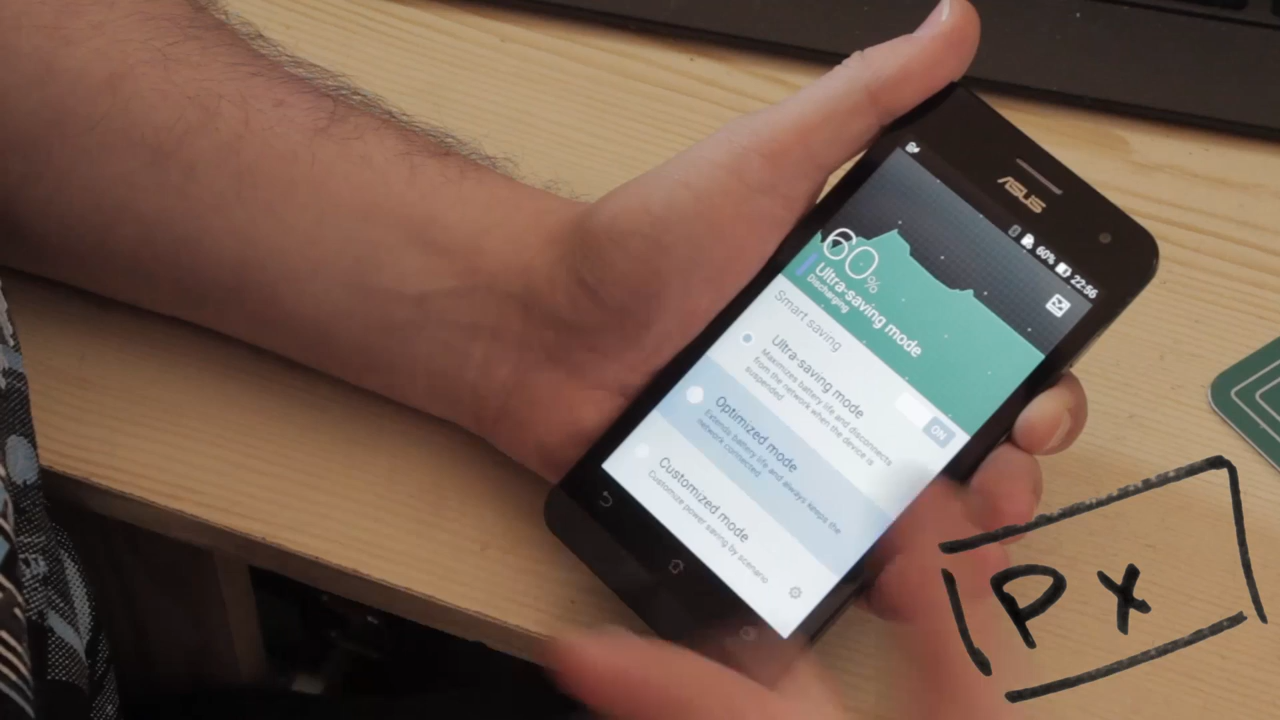 ASUS
60% 22:56
60%
Ultra-saving mode
Discharging
Smart saving
Ultra-saving mode
Maximizes battery life and disconnects
from the network when the device is
suspended.
ON
Optimized mode
Extends battery life and always keeps the
network connected.
Customized mode
Customize power saving by scenario
PX